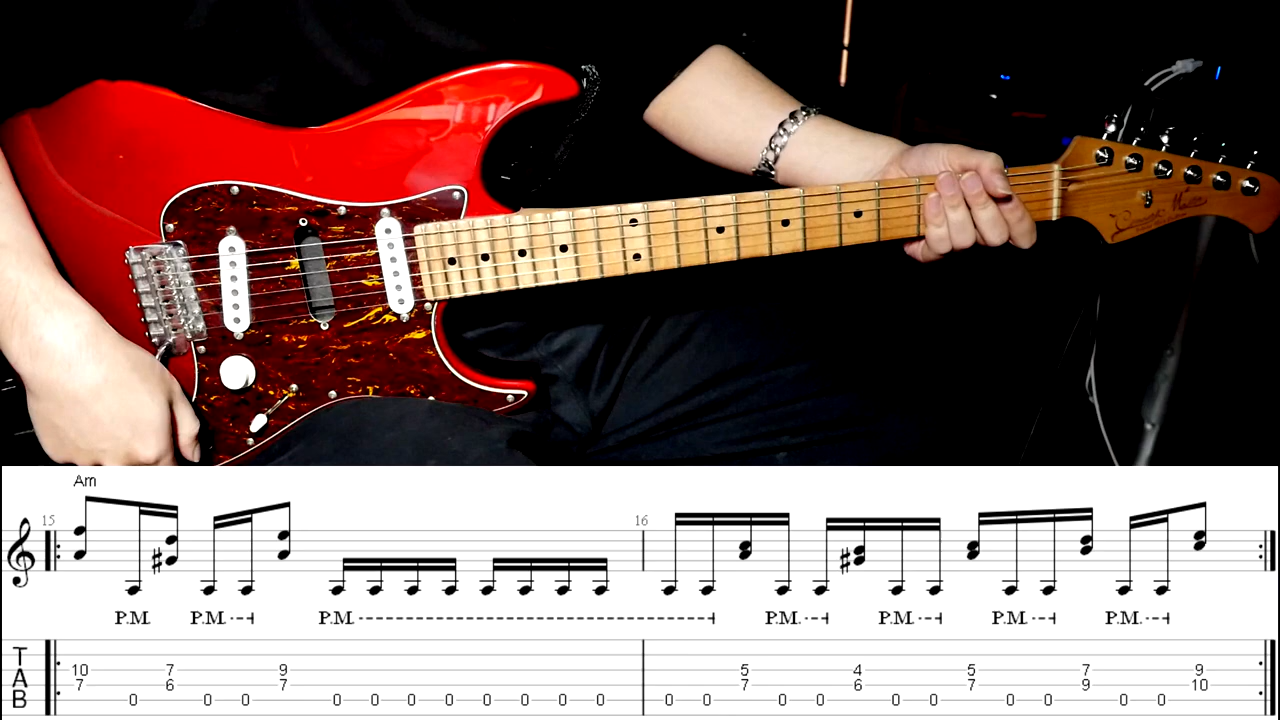 Am
15 16
P.M. P.M. P.M. P.M. P.M. P.M. P.M.
T
A
B
10 7 9 5 4 5 7 9
7 6 7 7 6 7 9 10
0 0 0 0 0 0 0 0 0 0 0 0 0 0 0 0 0 0 0 0 0